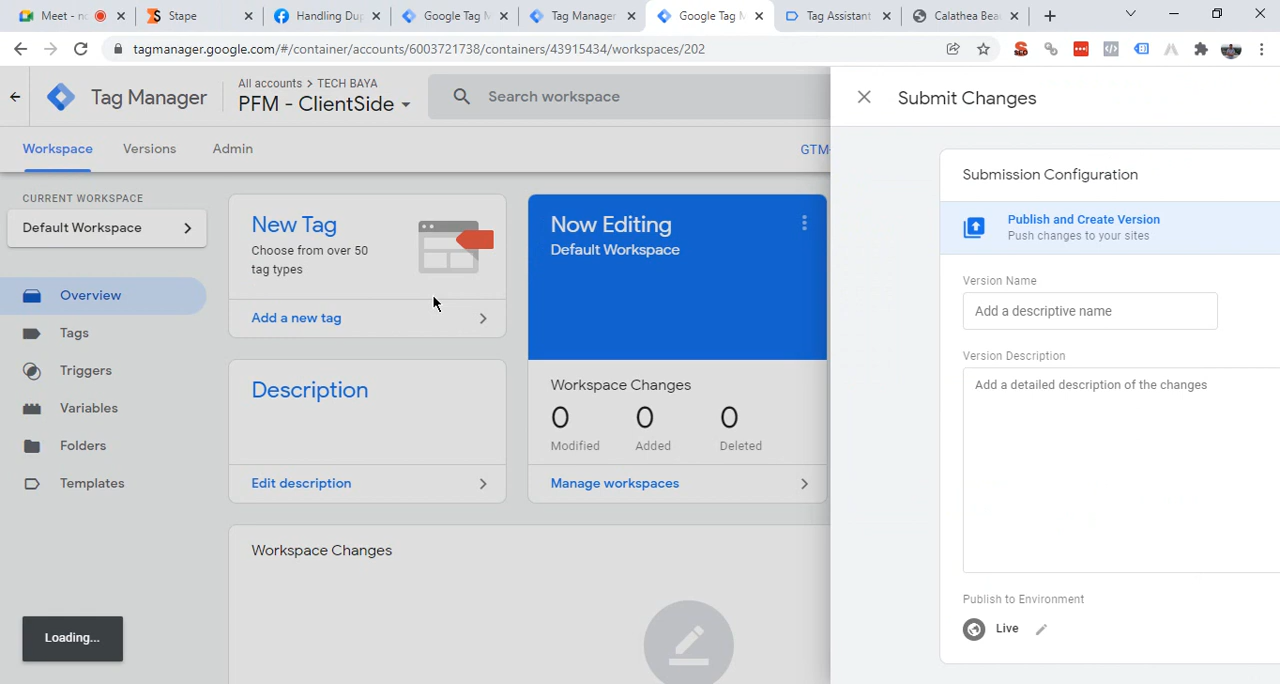 Meet - n
Stape
Handling Dup
Google Tag M
Tag Manager
Google Tag M
Tag Assistant
Calathea Bea
tagmanager.google.com/#/container/accounts/6003721738/containers/43915434/workspaces/202
Tag Manager
All accounts > TECH BAYA
PFM - ClientSide
Search workspace
Submit Changes
Workspace
Versions
Admin
GTM-
CURRENT WORKSPACE
Default Workspace
Overview
Tags
Triggers
Variables
Folders
Templates
New Tag
Choose from over 50
tag types
Add a new tag
Description
Edit description
Now Editing
Default Workspace
Workspace Changes
0
Modified
0
Added
0
Deleted
Manage workspaces
Workspace Changes
Loading...
Submission Configuration
Publish and Create Version
Push changes to your sites
Version Name
Add a descriptive name
Version Description
Add a detailed description of the changes
Publish to Environment
Live